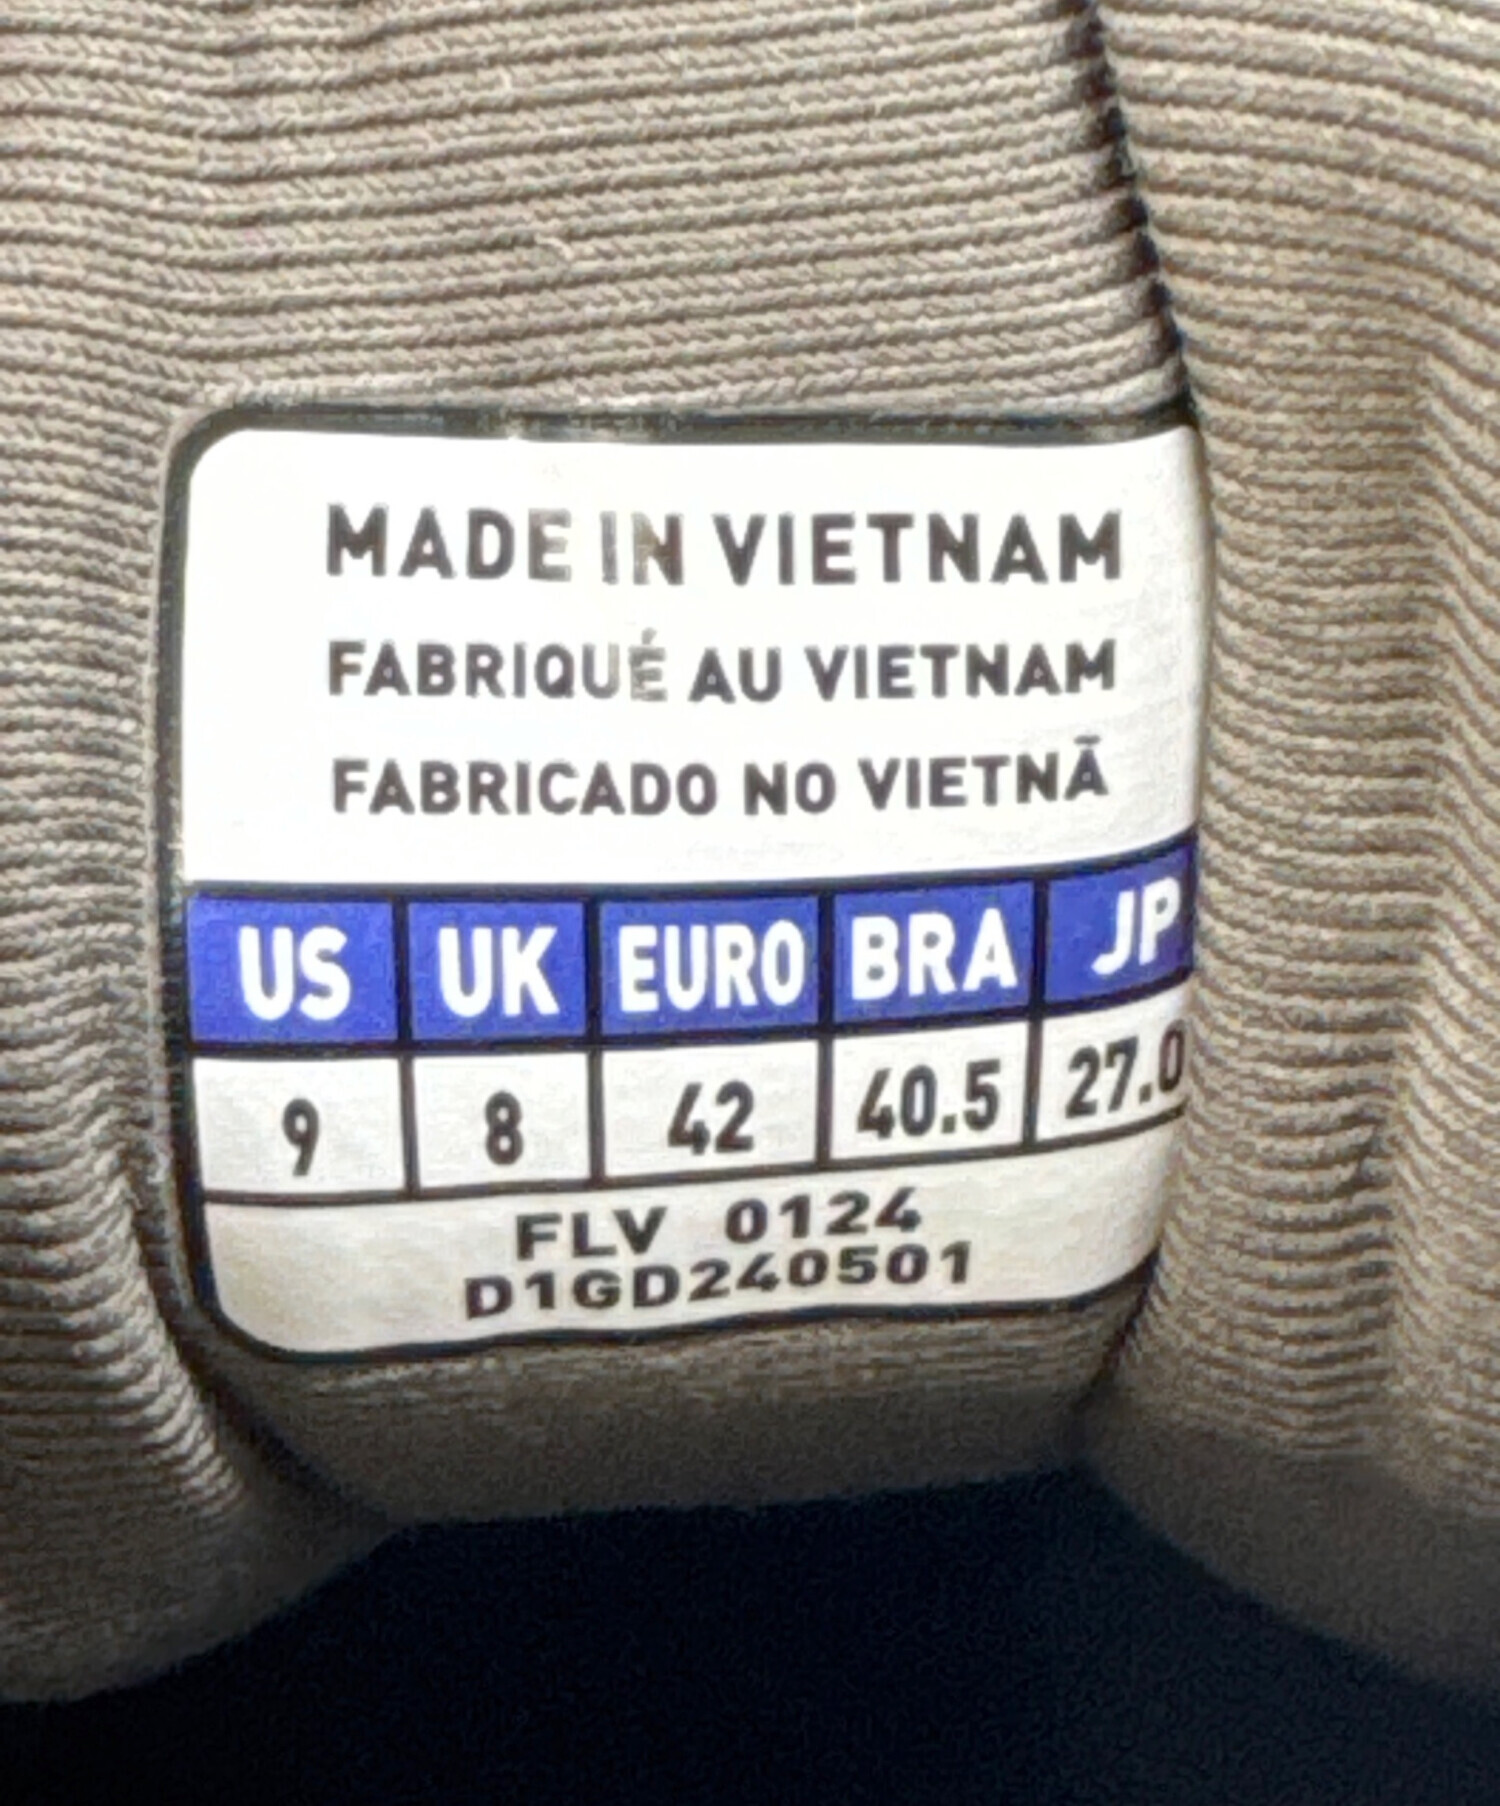 MADE IN VIETNAM
FABRIQUÉ AU VIETNAM
FABRICADO NO VIETNÃ
US UK EURO BRA JP
9 8 42 40.5 27.0
FLV 0124
D1GD240501